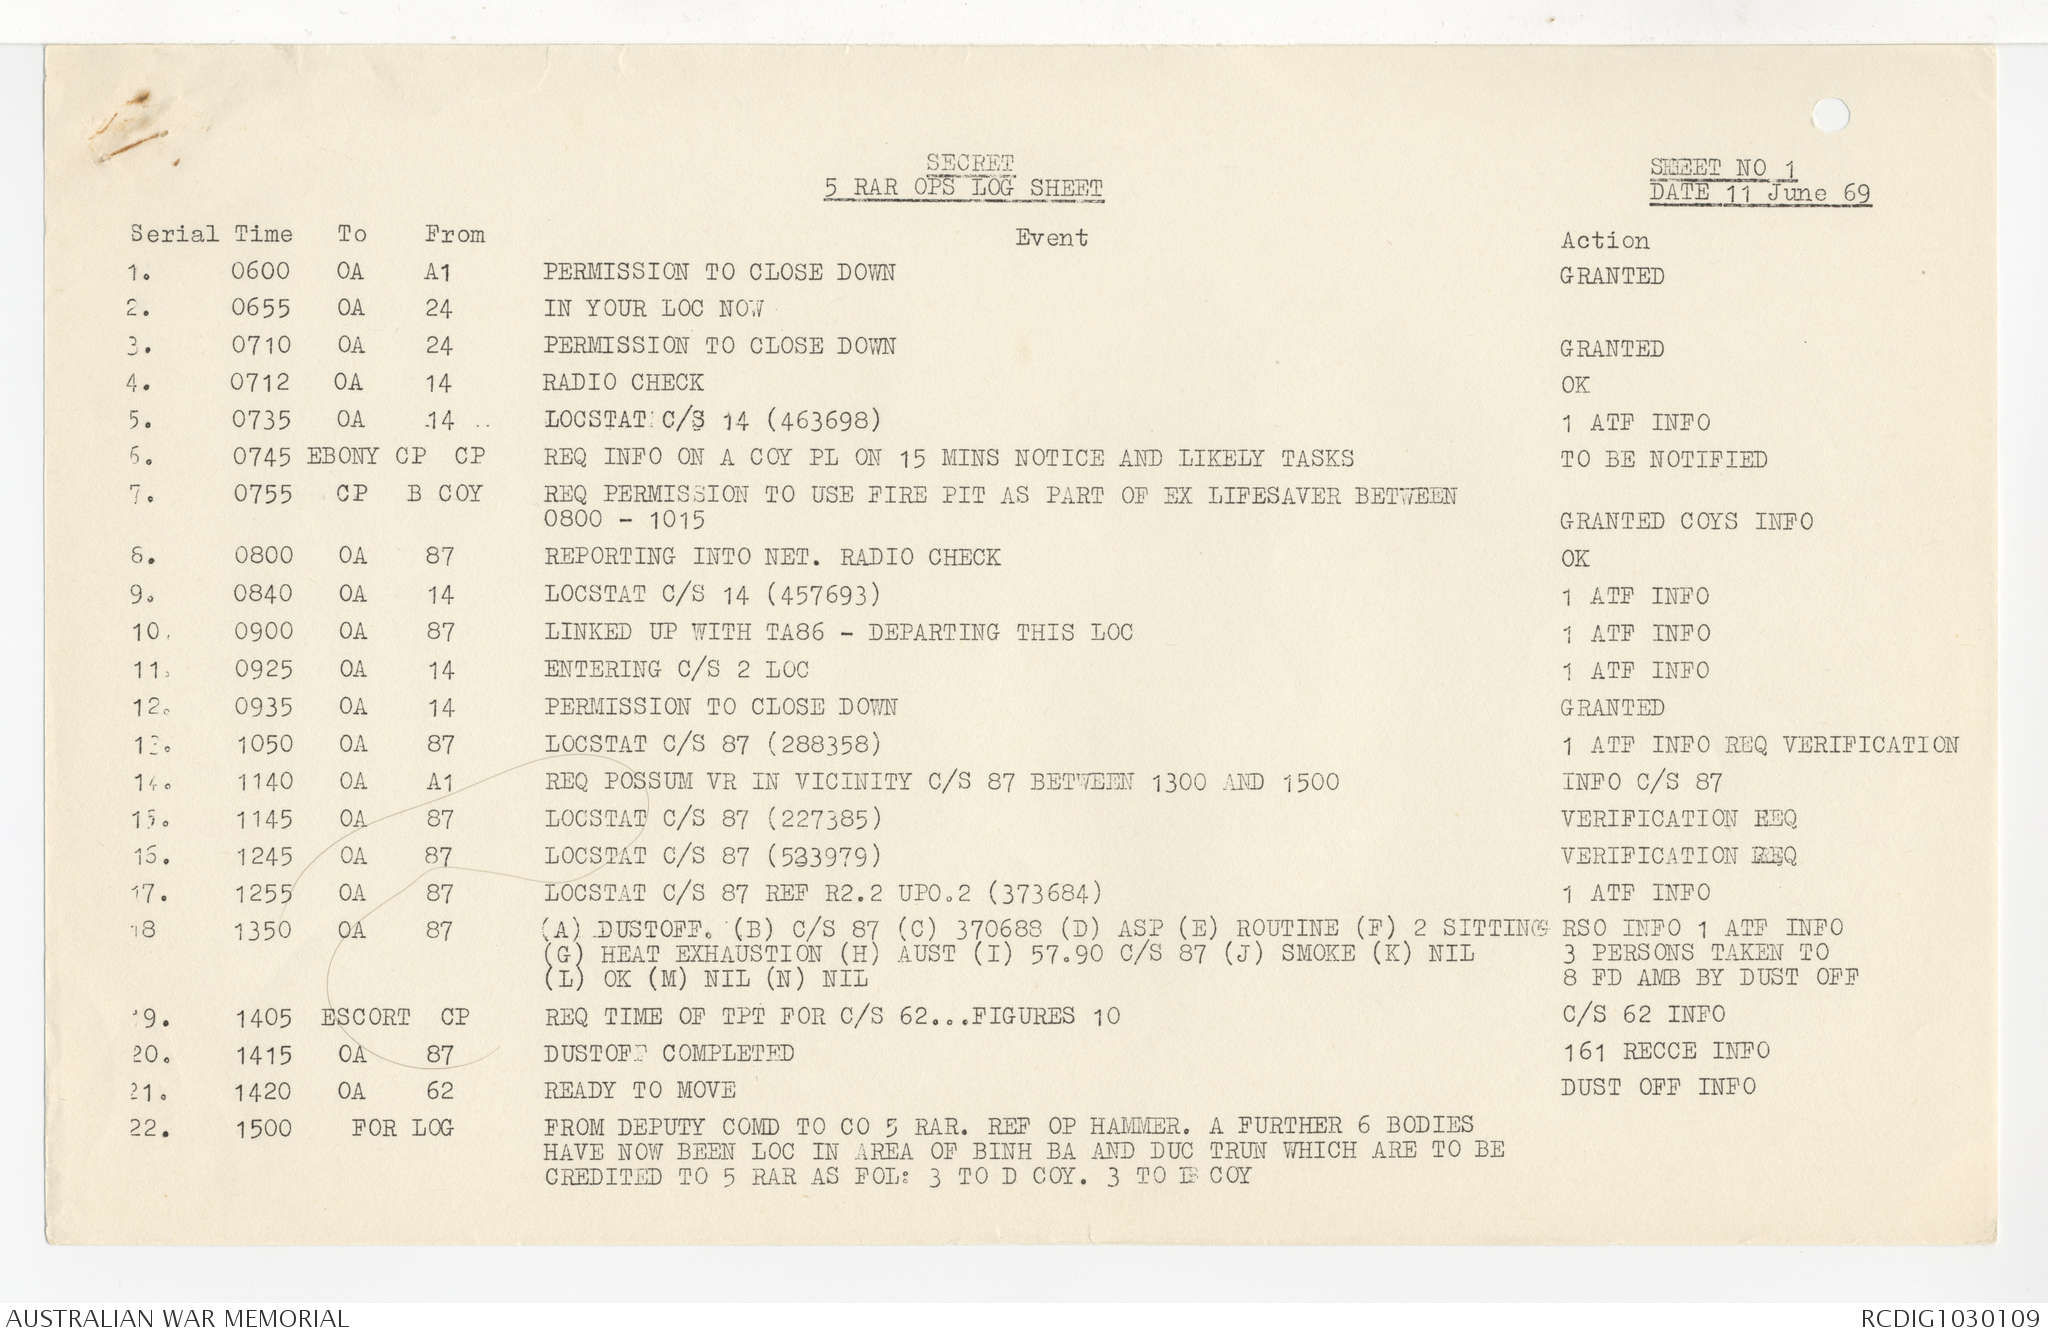 SECRET
5 RAR OPS LOG SHEET
SHEET NO 1
DATE 11 June 69
Serial Time To From Event Action
1. 0600 OA A1 PERMISSION TO CLOSE DOWN GRANTED
2. 0655 OA 24 IN YOUR LOC NOW
3. 0710 OA 24 PERMISSION TO CLOSE DOWN GRANTED
4. 0712 OA 14 RADIO CHECK OK
5. 0735 OA 14 LOCSTAT C/S 14 (463698) 1 ATF INFO
6. 0745 EBONY CP CP REQ INFO ON A COY PL ON 15 MINS NOTICE AND LIKELY TASKS TO BE NOTIFIED
7. 0755 CP B COY REQ PERMISSION TO USE FIRE PIT AS PART OF EX LIFESAVER BETWEEN
0800 - 1015 GRANTED COYS INFO
8. 0800 OA 87 REPORTING INTO NET. RADIO CHECK OK
9. 0840 OA 14 LOCSTAT C/S 14 (457693) 1 ATF INFO
10. 0900 OA 87 LINKED UP WITH TA86 - DEPARTING THIS LOC 1 ATF INFO
11. 0925 OA 14 ENTERING C/S 2 LOC 1 ATF INFO
12. 0935 OA 14 PERMISSION TO CLOSE DOWN GRANTED
13. 1050 OA 87 LOCSTAT C/S 87 (288358) 1 ATF INFO REQ VERIFICATION
14. 1140 OA A1 REQ POSSUM VR IN VICINITY C/S 87 BETWEEN 1300 AND 1500 INFO C/S 87
15. 1145 OA 87 LOCSTAT C/S 87 (227385) VERIFICATION REQ
16. 1245 OA 87 LOCSTAT C/S 87 (533979) VERIFICATION REQ
17. 1255 OA 87 LOCSTAT C/S 87 REF R2.2 UP0.2 (373684) 1 ATF INFO
18 1350 OA 87 (A) DUSTOFF. (B) C/S 87 (C) 370688 (D) ASP (E) ROUTINE (F) 2 SITTING RSO INFO 1 ATF INFO
(G) HEAT EXHAUSTION (H) AUST (I) 57.90 C/S 87 (J) SMOKE (K) NIL 3 PERSONS TAKEN TO
(L) OK (M) NIL (N) NIL 8 FD AMB BY DUST OFF
19. 1405 ESCORT CP REQ TIME OF TPT FOR C/S 62...FIGURES 10 C/S 62 INFO
20. 1415 OA 87 DUSTOFF COMPLETED 161 RECCE INFO
21. 1420 OA 62 READY TO MOVE DUST OFF INFO
22. 1500 FOR LOG FROM DEPUTY COMD TO CO 5 RAR. REF OP HAMMER. A FURTHER 6 BODIES
HAVE NOW BEEN LOC IN AREA OF BINH BA AND DUC TRUN WHICH ARE TO BE
CREDITED TO 5 RAR AS FOL: 3 TO D COY. 3 TO B COY
AUSTRALIAN WAR MEMORIAL
RCDIG1030109